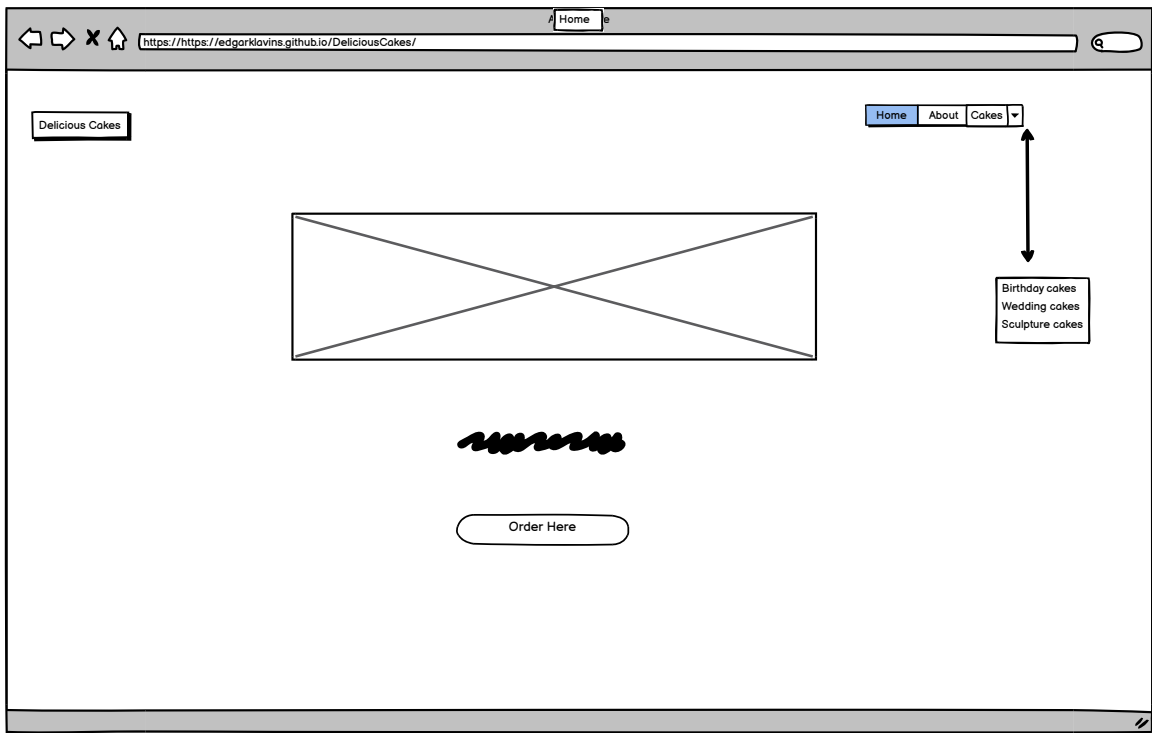 Home
https://https://edgarklavins.github.io/DeliciousCakes/
Delicious Cakes
Home About Cakes
Birthday cakes
Wedding cakes
Sculpture cakes
Order Here